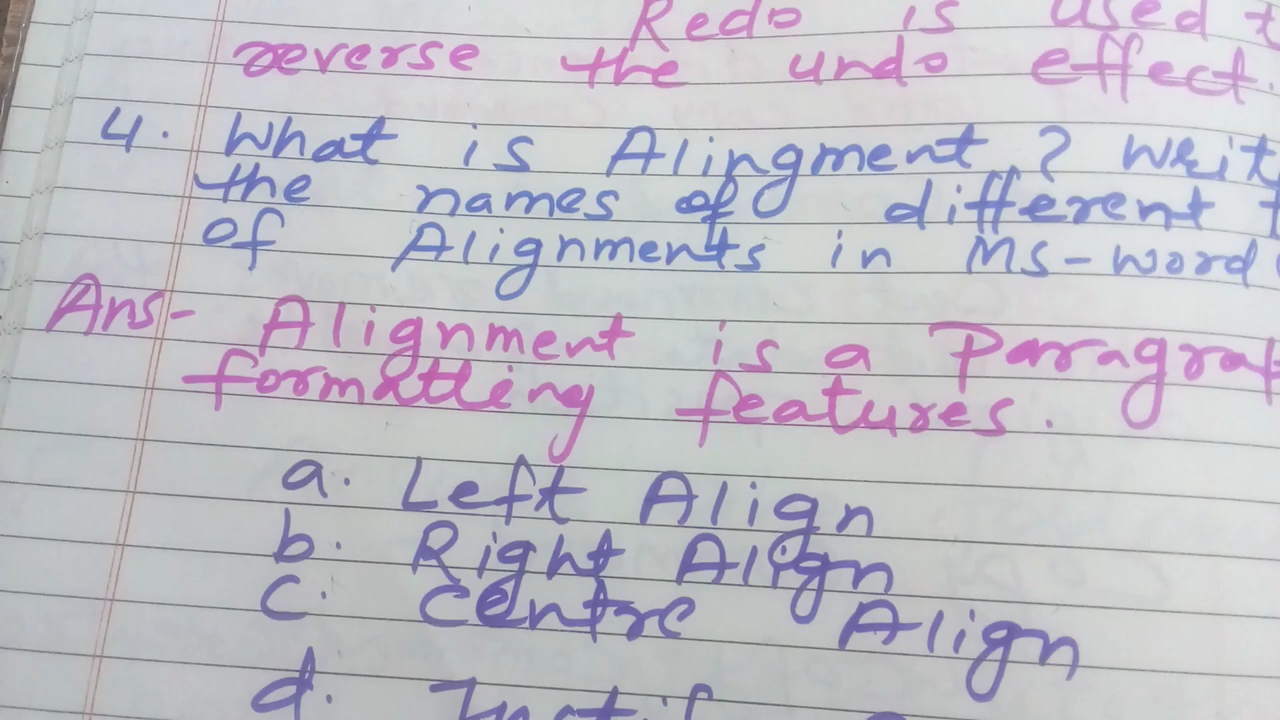 Redo is used t
reverse the undo effect.
4. What is Alingment ? Writ
the names of different t
of Alignments in MS-word
Ans- Alignment is a Paragrap
formatting features.
a. Left Align
b. Right Align
c. Centre Align
d.